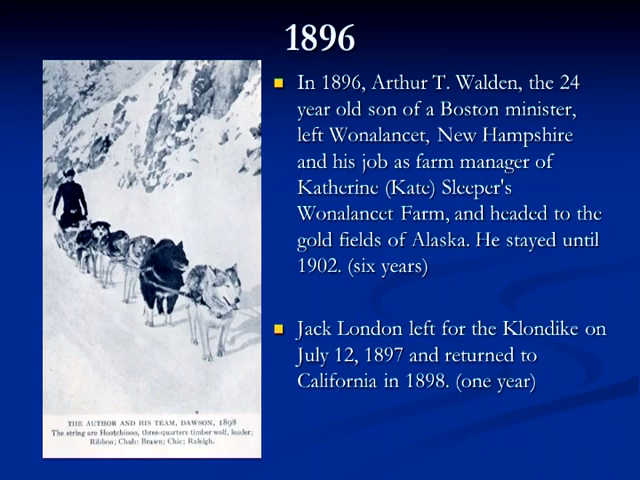 1896
In 1896, Arthur T. Walden, the 24
year old son of a Boston minister,
left Wonalancet, New Hampshire
and his job as farm manager of
Katherine (Kate) Sleeper's
Wonalancet Farm, and headed to the
gold fields of Alaska. He stayed until
1902. (six years)
Jack London left for the Klondike on
July 12, 1897 and returned to
California in 1898. (one year)
THE AUTHOR AND HIS TEAM, DAWSON, 1898
The string are Hootchinoo, three-quarters timber wolf, leader;
Ribbon; Chub; Brawn; Chic; Raleigh.